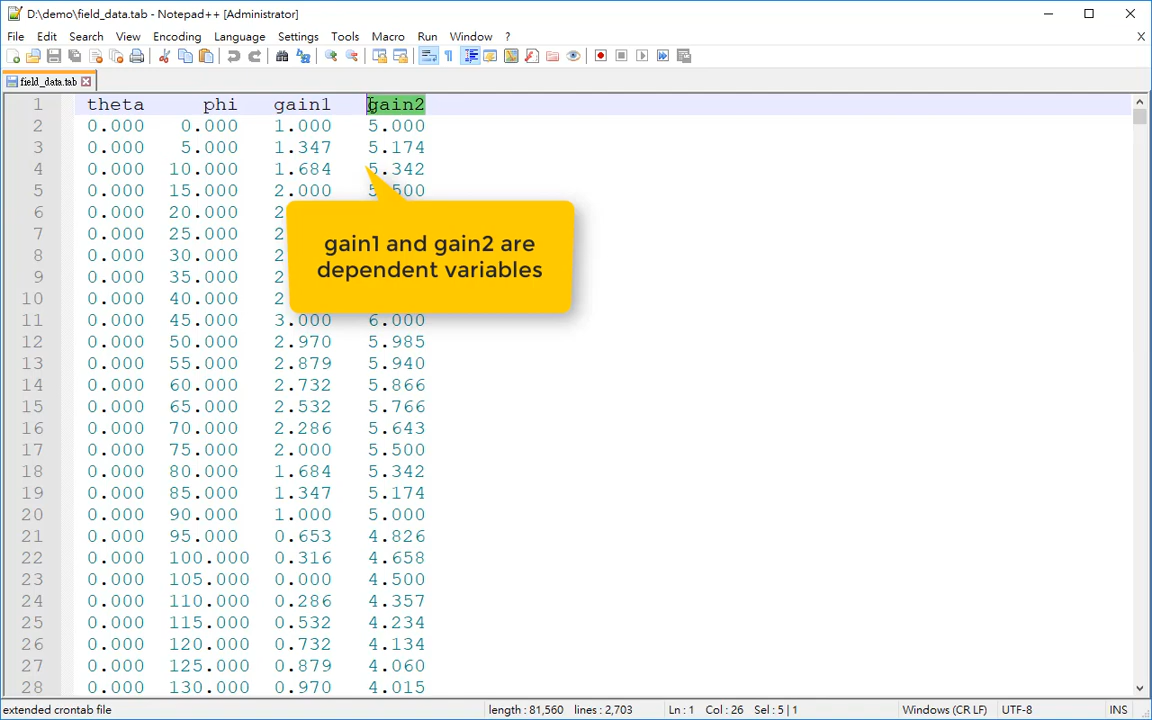 D:\demo\field_data.tab - Notepad++ [Administrator]
File Edit Search View Encoding Language Settings Tools Macro Run Window ? X
field_data.tab
1 theta phi gain1 gain2
2 0.000 0.000 1.000 5.000
3 0.000 5.000 1.347 5.174
4 0.000 10.000 1.684 5.342
5 0.000 15.000 2.000 5.500
6 0.000 20.000 2
7 0.000 25.000 2
8 0.000 30.000 2
9 0.000 35.000 2
10 0.000 40.000 2
gain1 and gain2 are
dependent variables
11 0.000 45.000 3.000 6.000
12 0.000 50.000 2.970 5.985
13 0.000 55.000 2.879 5.940
14 0.000 60.000 2.732 5.866
15 0.000 65.000 2.532 5.766
16 0.000 70.000 2.286 5.643
17 0.000 75.000 2.000 5.500
18 0.000 80.000 1.684 5.342
19 0.000 85.000 1.347 5.174
20 0.000 90.000 1.000 5.000
21 0.000 95.000 0.653 4.826
22 0.000 100.000 0.316 4.658
23 0.000 105.000 0.000 4.500
24 0.000 110.000 0.286 4.357
25 0.000 115.000 0.532 4.234
26 0.000 120.000 0.732 4.134
27 0.000 125.000 0.879 4.060
28 0.000 130.000 0.970 4.015
extended crontab file length : 81,560 lines : 2,703 Ln : 1 Col : 26 Sel : 5 | 1 Windows (CR LF) UTF-8 INS